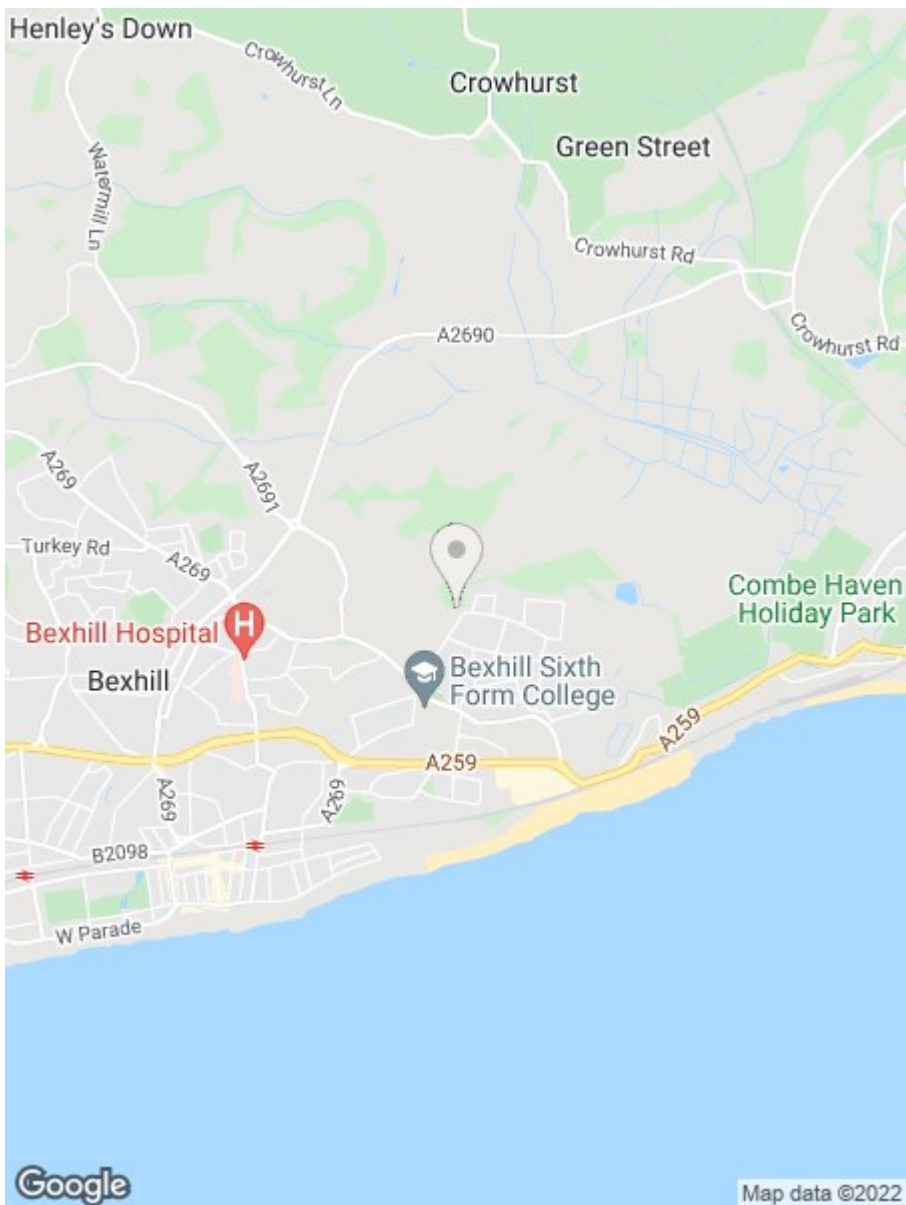 Henley's Down
Crowhurst Ln
Crowhurst
Green Street
Watermill Ln
Crowhurst Rd
A2690
Crowhurst Rd
A269
A2691
Turkey Rd
A269
Combe Haven
Holiday Park
Bexhill Hospital
H
Bexhill
Bexhill Sixth
Form College
A259
A259
A269
A269
B2098
W Parade
Google
Map data ©2022